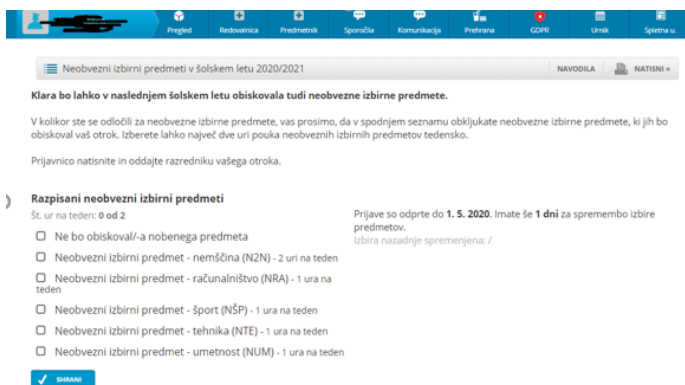 Pregled Redovalnica Predmetnik Sporočila Komunikacija Prehrana GDPR Urnik Spletna u.
Neobvezni izbirni predmeti v šolskem letu 2020/2021 NAVODILA NATISNI »
Klara bo lahko v naslednjem šolskem letu obiskovala tudi neobvezne izbirne predmete.
V kolikor ste se odločili za neobvezne izbirne predmete, vas prosimo, da v spodnjem seznamu obkljukate neobvezne izbirne predmete, ki jih bo
obiskoval vaš otrok. Izberete lahko največ dve uri pouka neobveznih izbirnih predmetov tedensko.
Prijavnico natisnite in oddajte razredniku vašega otroka.
Razpisani neobvezni izbirni predmeti
Št. ur na teden: 0 od 2
Ne bo obiskoval/-a nobenega predmeta
Neobvezni izbirni predmet - nemščina (N2N) - 2 uri na teden
Neobvezni izbirni predmet - računalništvo (NRA) - 1 ura na
teden
Neobvezni izbirni predmet - šport (NŠP) - 1 ura na teden
Neobvezni izbirni predmet - tehnika (NTE) - 1 ura na teden
Neobvezni izbirni predmet - umetnost (NUM) - 1 ura na teden
SHRANI
Prijave so odprte do 1. 5. 2020. Imate še 1 dni za spremembo izbire
predmetov.
Izbira nazadnje spremenjena: /